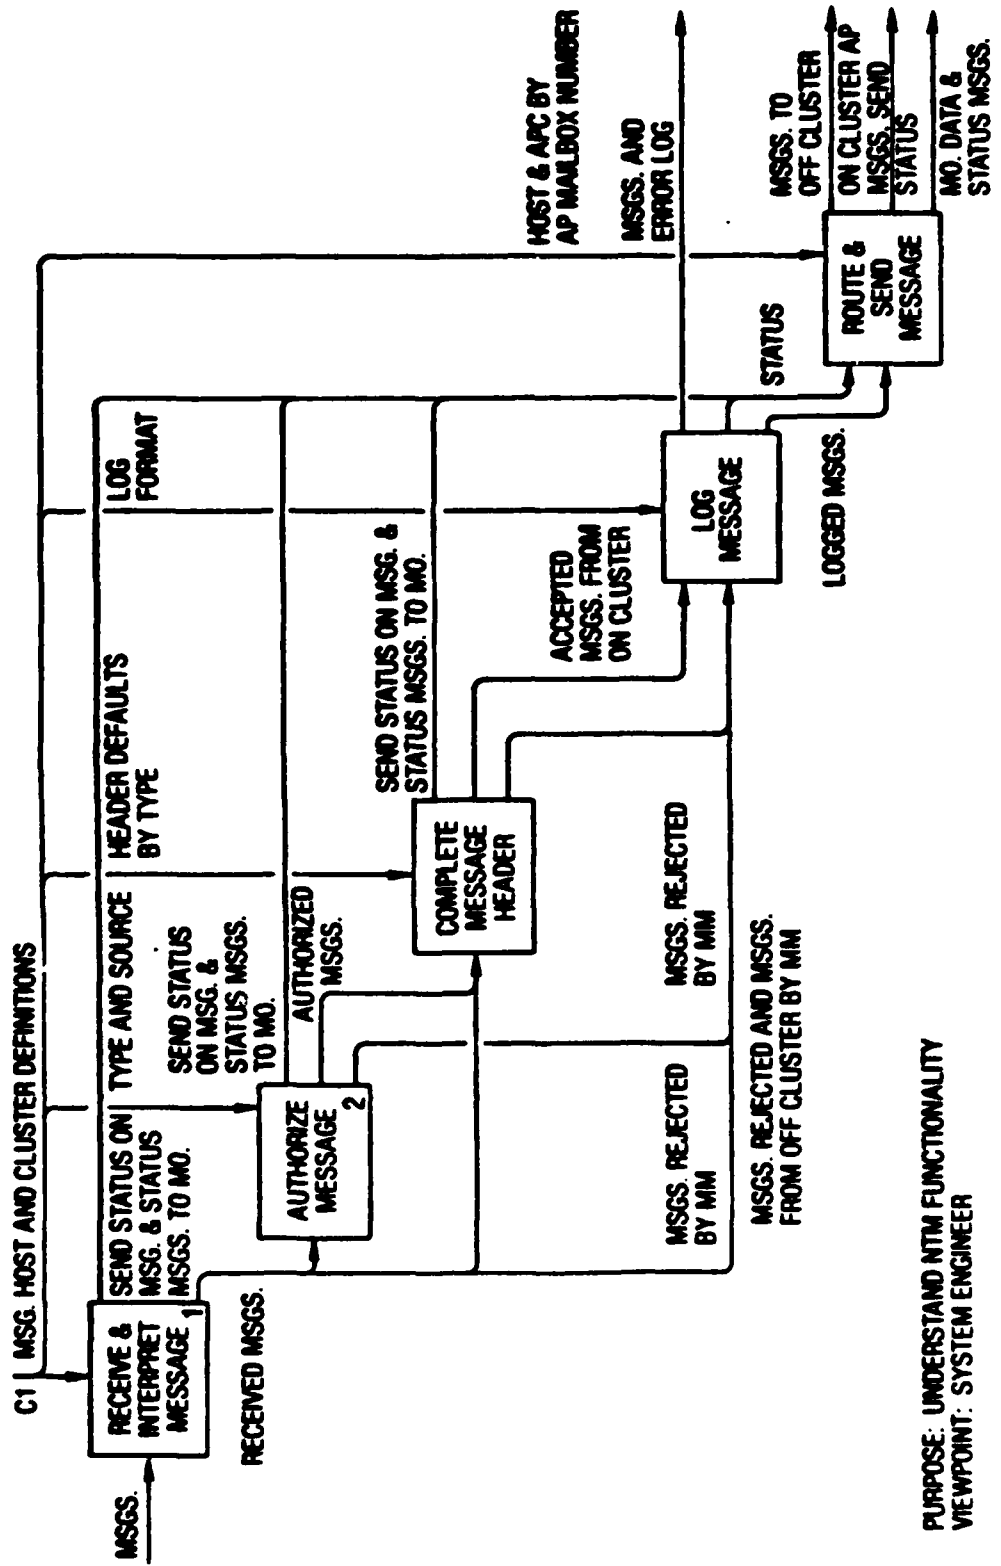 C1
MSG. HOST AND CLUSTER DEFINITIONS
MSGS.
RECEIVE &
INTERPRET
MESSAGE
1
SEND STATUS ON
MSG. & STATUS
MSGS. TO MO.
TYPE AND SOURCE
HEADER DEFAULTS
BY TYPE
LOG
FORMAT
HOST & APC BY
AP MAILBOX NUMBER
RECEIVED MSGS.
AUTHORIZE
MESSAGE
2
SEND STATUS
ON MSG. &
STATUS MSGS.
TO MO.
AUTHORIZED
MSGS.
COMPLETE
MESSAGE
HEADER
SEND STATUS ON MSG. &
STATUS MSGS. TO MO.
ACCEPTED
MSGS. FROM
ON CLUSTER
MSGS. AND
ERROR LOG
LOG
MESSAGE
STATUS
LOGGED MSGS.
MSGS. REJECTED
BY MM
MSGS. REJECTED
BY MM
MSGS. REJECTED AND MSGS.
FROM OFF CLUSTER BY MM
ROUTE &
SEND
MESSAGE
MSGS. TO
OFF CLUSTER
ON CLUSTER AP
MSGS. SEND
STATUS
MO. DATA &
STATUS MSGS.
PURPOSE: UNDERSTAND NTM FUNCTIONALITY
VIEWPOINT: SYSTEM ENGINEER